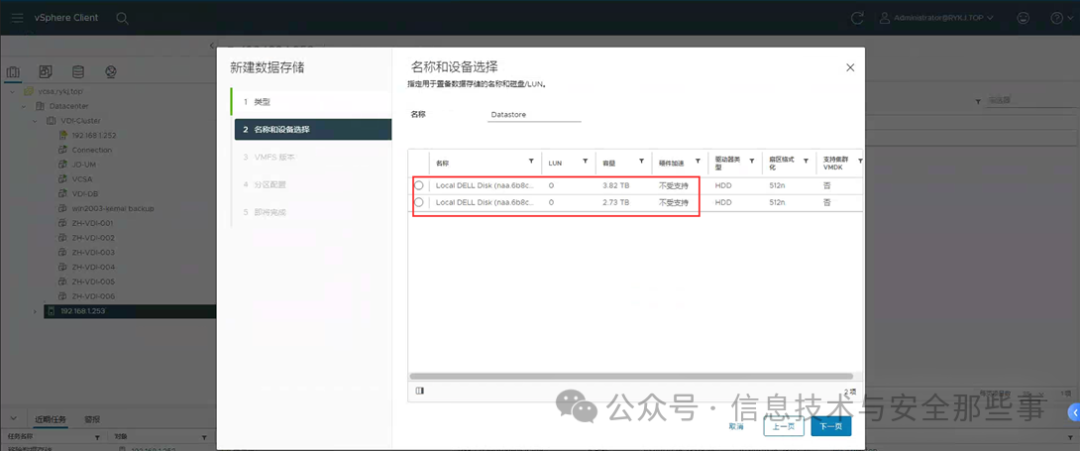 vSphere Client
Administrator@RYKJ.TOP
Datacenter
VDI-Cluster
192.168.1.252
Connection
VCSA
VDI-DB
ZH-VDI-001
ZH-VDI-002
ZH-VDI-003
ZH-VDI-004
ZH-VDI-005
ZH-VDI-006
192.168.1.253
新建数据存储
1 类型
2 名称和设备选择
3 VMFS 版本
4 分区配置
5 即将完成
名称和设备选择
指定用于置备数据存储的名称和磁盘/LUN。
名称 Datastore
名称 LUN 容量 硬件加速 驱动器类型 扇区格式化 支持集群 VMDK
Local DELL Disk (naa.6b8c... 0 3.82 TB 不受支持 HDD 512n 否
Local DELL Disk (naa.6b8c... 0 2.73 TB 不受支持 HDD 512n 否
2 项
取消 上一页 下一页
近期任务 警报
任务名称 对象
公众号 · 信息技术与安全那些事